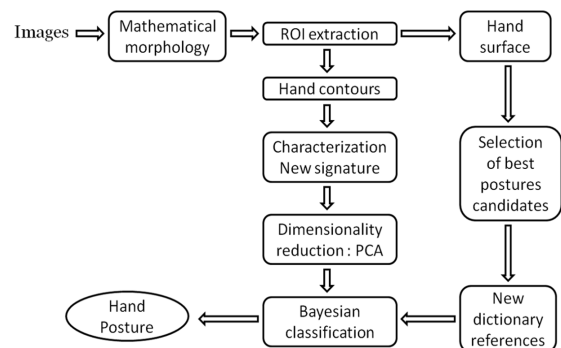 Images
Mathematical
morphology
ROI extraction
Hand
surface
Hand contours
Characterization
New signature
Selection
of best
postures
candidates
Dimensionality
reduction : PCA
Hand
Posture
Bayesian
classification
New
dictionary
references